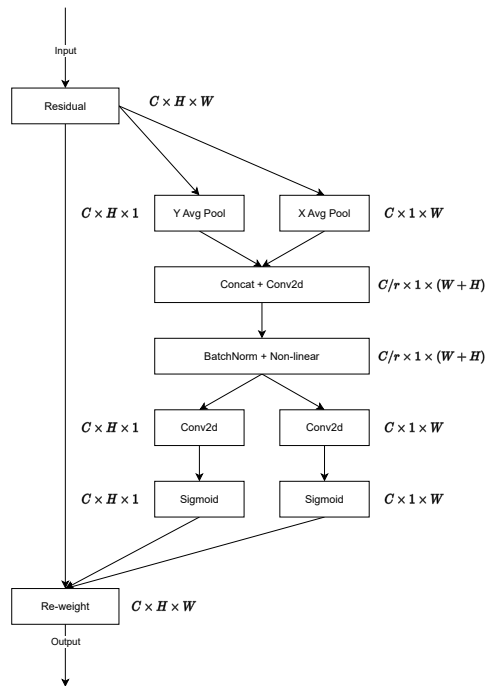 Input
Residual
C × H × W
C × H × 1
Y Avg Pool
X Avg Pool
C × 1 × W
Concat + Conv2d
C/r × 1 × (W + H)
BatchNorm + Non-linear
C/r × 1 × (W + H)
C × H × 1
Conv2d
Conv2d
C × 1 × W
C × H × 1
Sigmoid
Sigmoid
C × 1 × W
Re-weight
C × H × W
Output